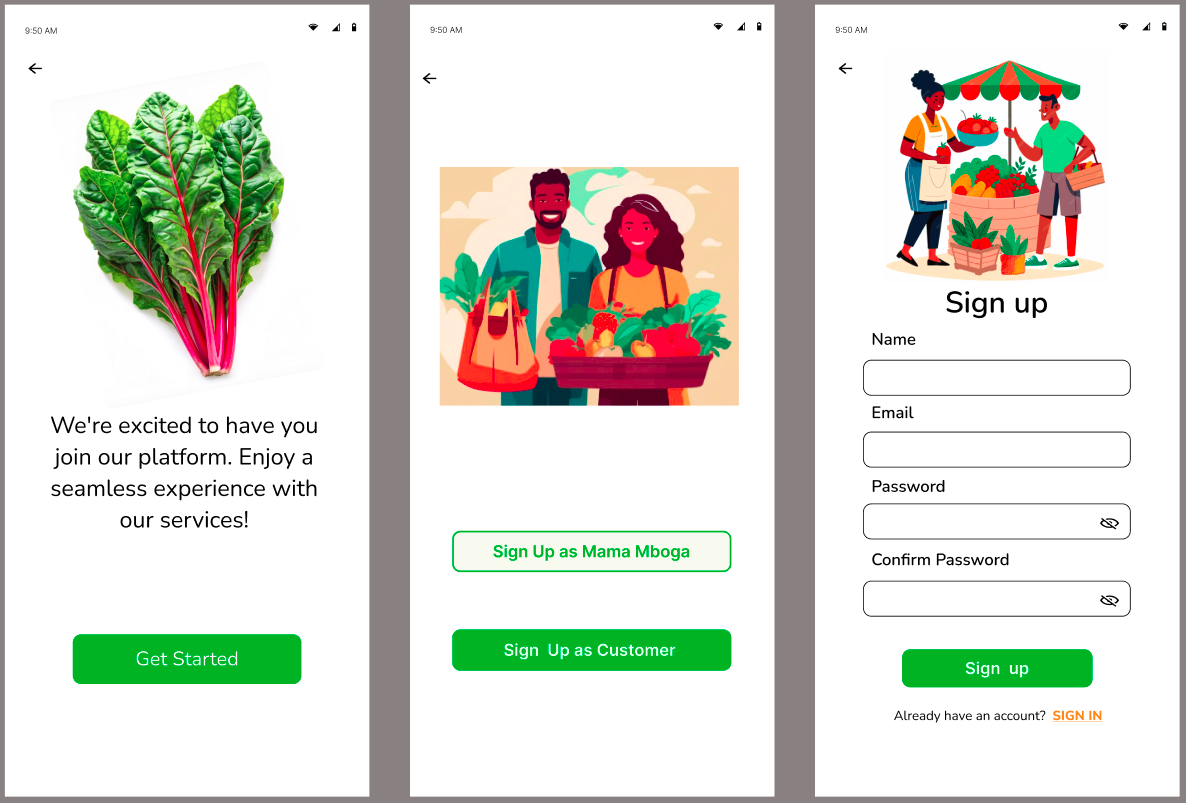 9:50 AM
We're excited to have you
join our platform. Enjoy a
seamless experience with
our services!
Get Started
9:50 AM
Sign Up as Mama Mboga
Sign Up as Customer
9:50 AM
Sign up
Name
Email
Password
Confirm Password
Sign up
Already have an account? SIGN IN